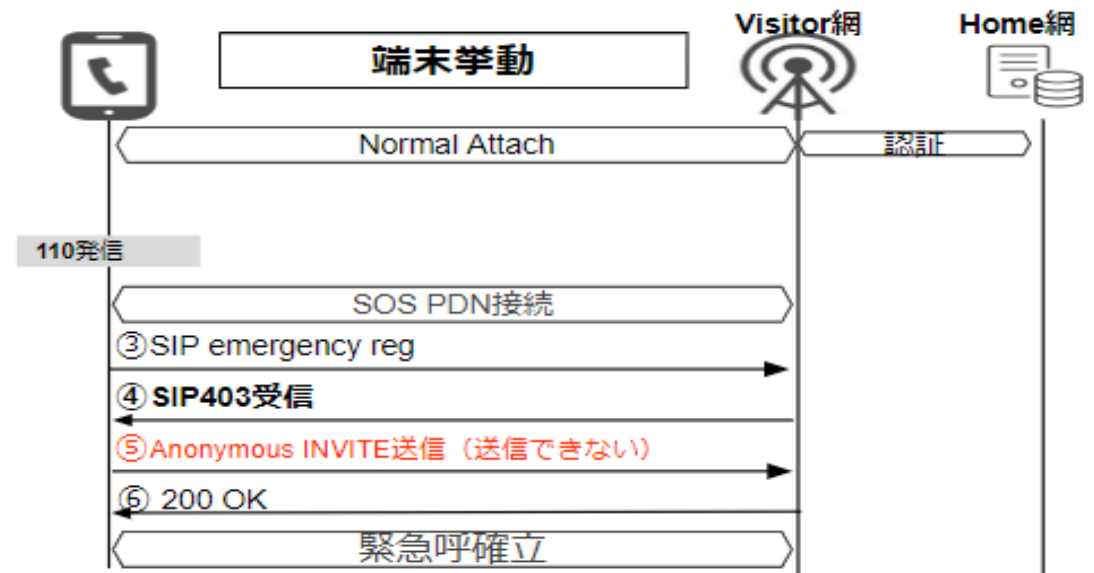 Visitor網
Home網
端末挙動
Normal Attach
認証
110発信
SOS PDN接続
③SIP emergency reg
④SIP403受信
⑤Anonymous INVITE送信（送信できない）
⑥ 200 OK
緊急呼確立